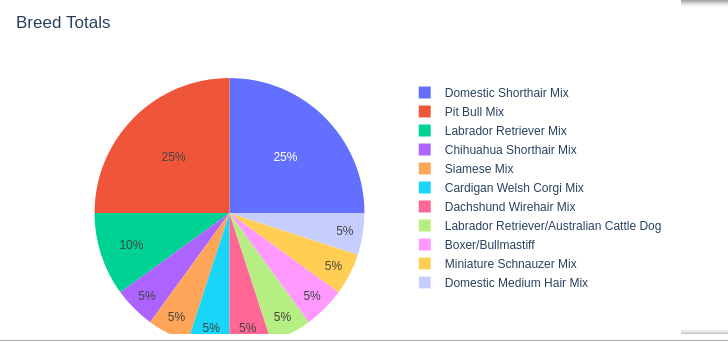 Breed Totals
25%
25%
10%
5%
5%
5%
5%
5%
5%
5%
5%
Domestic Shorthair Mix
Pit Bull Mix
Labrador Retriever Mix
Chihuahua Shorthair Mix
Siamese Mix
Cardigan Welsh Corgi Mix
Dachshund Wirehair Mix
Labrador Retriever/Australian Cattle Dog
Boxer/Bullmastiff
Miniature Schnauzer Mix
Domestic Medium Hair Mix